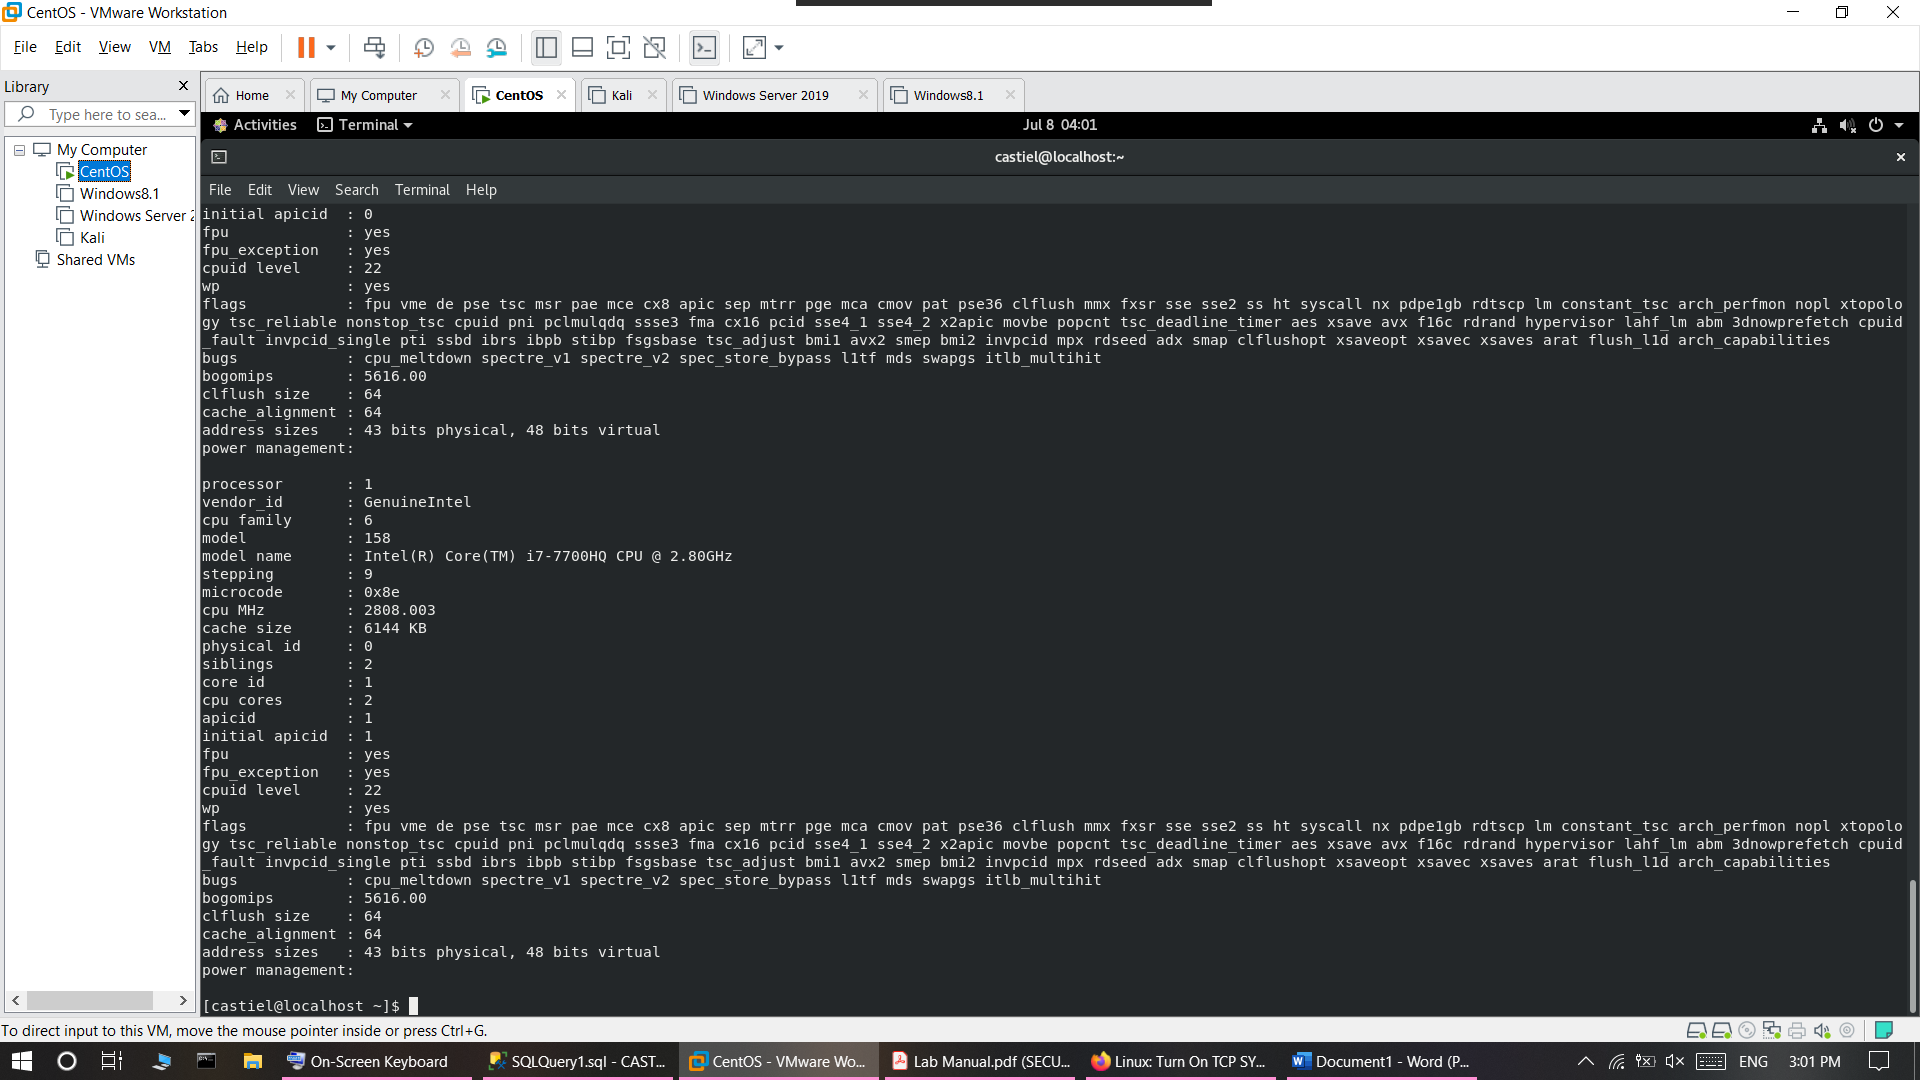 CentOS - VMware Workstation
File Edit View VM Tabs Help
Library
Type here to sea...
My Computer
CentOS
Windows8.1
Windows Server 2
Kali
Shared VMs
Home My Computer CentOS Kali Windows Server 2019 Windows8.1
Activities Terminal Jul 8 04:01
castiel@localhost:~
File Edit View Search Terminal Help
initial apicid : 0
fpu : yes
fpu_exception : yes
cpuid level : 22
wp : yes
flags : fpu vme de pse tsc msr pae mce cx8 apic sep mtrr pge mca cmov pat pse36 clflush mmx fxsr sse sse2 ss ht syscall nx pdpe1gb rdtscp lm constant_tsc arch_perfmon nopl xtopolo
gy tsc_reliable nonstop_tsc cpuid pni pclmulqdq ssse3 fma cx16 pcid sse4_1 sse4_2 x2apic movbe popcnt tsc_deadline_timer aes xsave avx f16c rdrand hypervisor lahf_lm abm 3dnowprefetch cpuid
_fault invpcid_single pti ssbd ibrs ibpb stibp fsgsbase tsc_adjust bmi1 avx2 smep bmi2 invpcid mpx rdseed adx smap clflushopt xsaveopt xsavec xsaves arat flush_l1d arch_capabilities
bugs : cpu_meltdown spectre_v1 spectre_v2 spec_store_bypass l1tf mds swapgs itlb_multihit
bogomips : 5616.00
clflush size : 64
cache_alignment : 64
address sizes : 43 bits physical, 48 bits virtual
power management:
processor : 1
vendor_id : GenuineIntel
cpu family : 6
model : 158
model name : Intel(R) Core(TM) i7-7700HQ CPU @ 2.80GHz
stepping : 9
microcode : 0x8e
cpu MHz : 2808.003
cache size : 6144 KB
physical id : 0
siblings : 2
core id : 1
cpu cores : 2
apicid : 1
initial apicid : 1
fpu : yes
fpu_exception : yes
cpuid level : 22
wp : yes
flags : fpu vme de pse tsc msr pae mce cx8 apic sep mtrr pge mca cmov pat pse36 clflush mmx fxsr sse sse2 ss ht syscall nx pdpe1gb rdtscp lm constant_tsc arch_perfmon nopl xtopolo
gy tsc_reliable nonstop_tsc cpuid pni pclmulqdq ssse3 fma cx16 pcid sse4_1 sse4_2 x2apic movbe popcnt tsc_deadline_timer aes xsave avx f16c rdrand hypervisor lahf_lm abm 3dnowprefetch cpuid
_fault invpcid_single pti ssbd ibrs ibpb stibp fsgsbase tsc_adjust bmi1 avx2 smep bmi2 invpcid mpx rdseed adx smap clflushopt xsaveopt xsavec xsaves arat flush_l1d arch_capabilities
bugs : cpu_meltdown spectre_v1 spectre_v2 spec_store_bypass l1tf mds swapgs itlb_multihit
bogomips : 5616.00
clflush size : 64
cache_alignment : 64
address sizes : 43 bits physical, 48 bits virtual
power management:
[castiel@localhost ~]$
To direct input to this VM, move the mouse pointer inside or press Ctrl+G.
On-Screen Keyboard SQLQuery1.sql - CAST... CentOS - VMware Wo... Lab Manual.pdf (SECU... Linux: Turn On TCP SY... Document1 - Word (P... ENG 3:01 PM